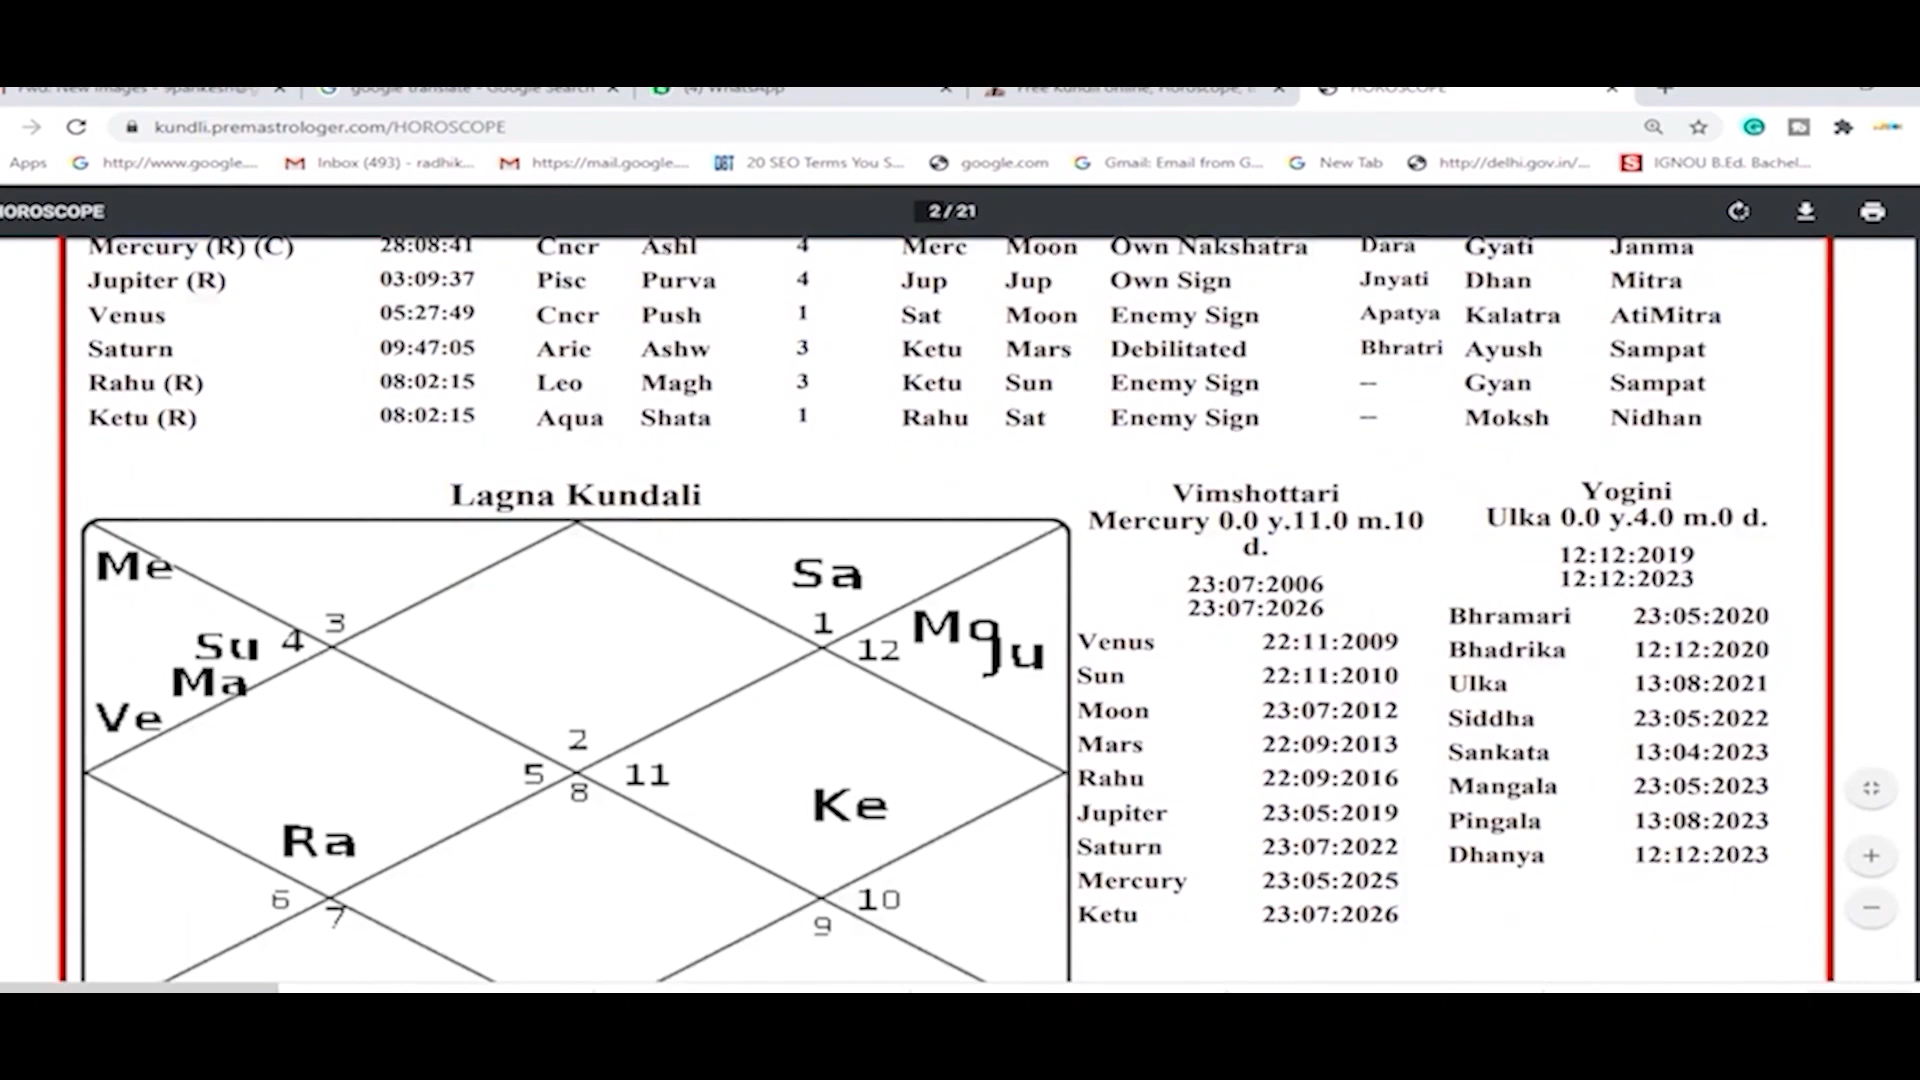 google translate - Google Search
(4) WhatsApp
Free Kundli Online, Horoscope,
HOROSCOPE
kundli.premastrologer.com/HOROSCOPE
Apps http://www.google.... Inbox (493) - radhik... https://mail.google.... 20 SEO Terms You S... google.com Gmail: Email from G... New Tab http://delhi.gov.in/... IGNOU B.Ed. Bachel...
HOROSCOPE 2 / 21
Mercury (R) (C) 28:08:41 Cncr Ashl 4 Merc Moon Own Nakshatra Dara Gyati Janma
Jupiter (R) 03:09:37 Pisc Purva 4 Jup Jup Own Sign Jnyati Dhan Mitra
Venus 05:27:49 Cncr Push 1 Sat Moon Enemy Sign Apatya Kalatra AtiMitra
Saturn 09:47:05 Arie Ashw 3 Ketu Mars Debilitated Bhratri Ayush Sampat
Rahu (R) 08:02:15 Leo Magh 3 Ketu Sun Enemy Sign -- Gyan Sampat
Ketu (R) 08:02:15 Aqua Shata 1 Rahu Sat Enemy Sign -- Moksh Nidhan
Lagna Kundali
Me
Sa
3
1
Su 4
12 Mo
Ju
Ma
Ve
2
5 11
8
Ke
Ra
6
7
10
9
Vimshottari
Mercury 0.0 y.11.0 m.10
d.
23:07:2006
23:07:2026
Venus 22:11:2009
Sun 22:11:2010
Moon 23:07:2012
Mars 22:09:2013
Rahu 22:09:2016
Jupiter 23:05:2019
Saturn 23:07:2022
Mercury 23:05:2025
Ketu 23:07:2026
Yogini
Ulka 0.0 y.4.0 m.0 d.
12:12:2019
12:12:2023
Bhramari 23:05:2020
Bhadrika 12:12:2020
Ulka 13:08:2021
Siddha 23:05:2022
Sankata 13:04:2023
Mangala 23:05:2023
Pingala 13:08:2023
Dhanya 12:12:2023